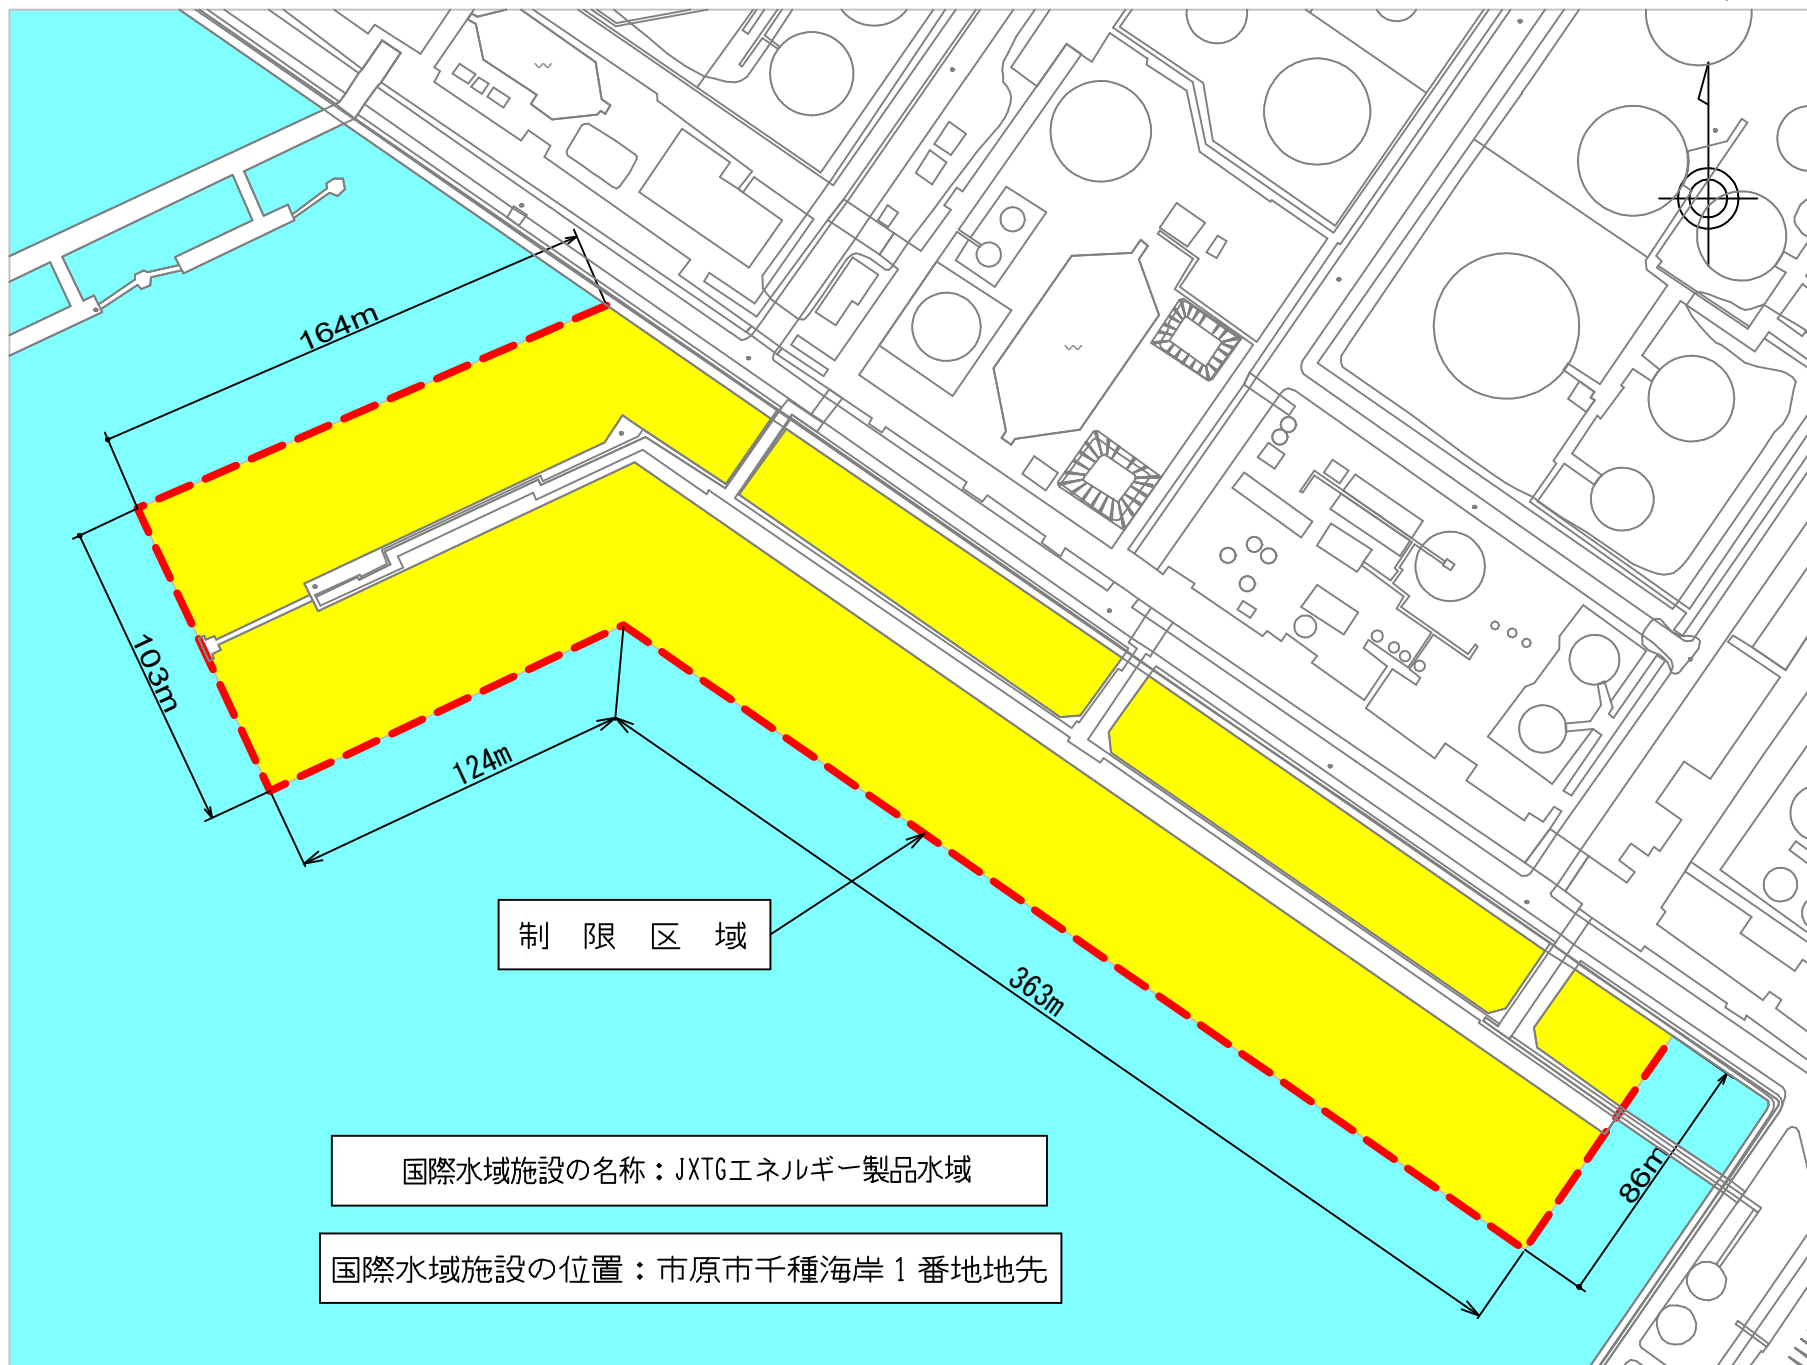 164m
103m
124m
制　限　区　域
363m
86m
国際水域施設の名称：JXTGエネルギー製品水域
国際水域施設の位置：市原市千種海岸１番地地先